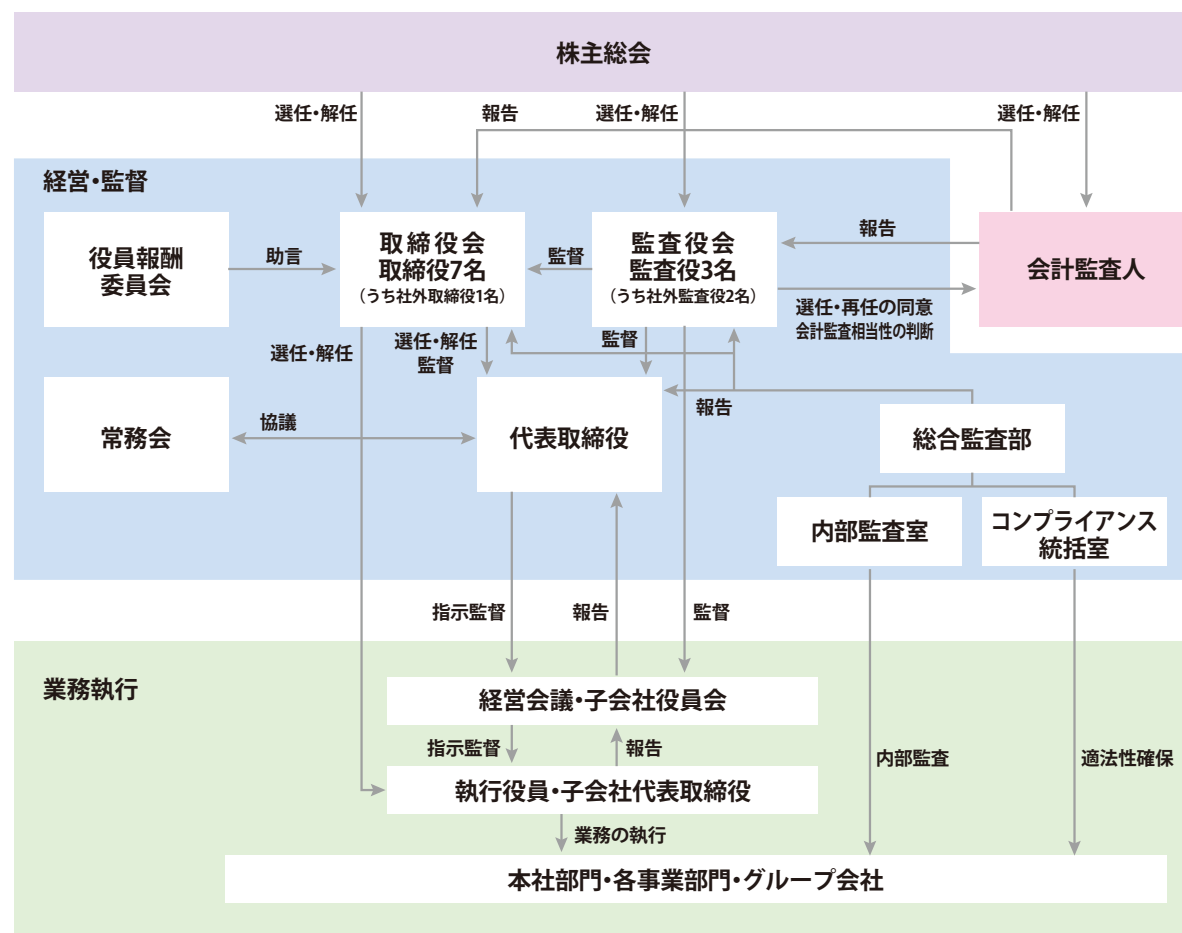 株主総会
選任・解任
報告
選任・解任
選任・解任
経営・監督
役員報酬
委員会
助言
取締役会
取締役7名
（うち社外取締役1名）
監督
監査役会
監査役3名
（うち社外監査役2名）
報告
会計監査人
選任・再任の同意
会計監査相当性の判断
選任・解任
選任・解任
監督
監督
常務会
協議
代表取締役
報告
総合監査部
内部監査室
コンプライアンス
統括室
指示監督
報告
監督
業務執行
経営会議・子会社役員会
指示監督
報告
内部監査
適法性確保
執行役員・子会社代表取締役
業務の執行
本社部門・各事業部門・グループ会社